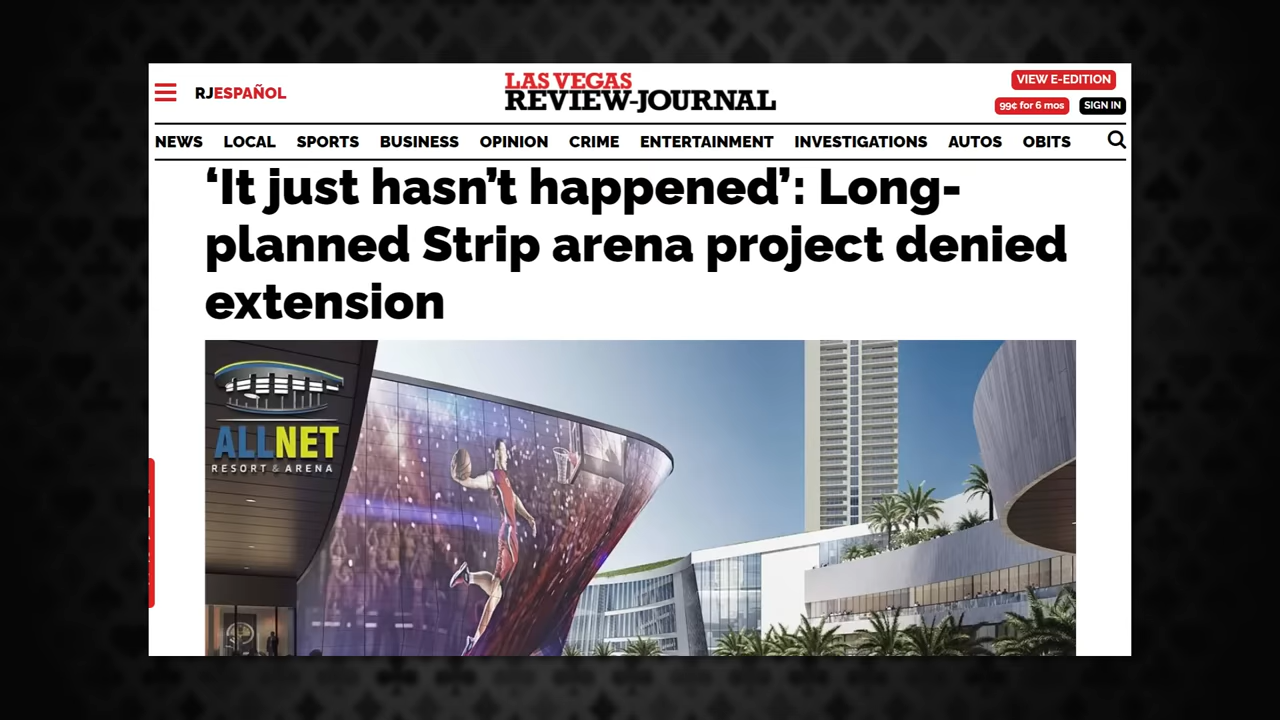 RJESPAÑOL
LAS VEGAS
REVIEW-JOURNAL
VIEW E-EDITION
99¢ for 6 mos
SIGN IN
NEWS LOCAL SPORTS BUSINESS OPINION CRIME ENTERTAINMENT INVESTIGATIONS AUTOS OBITS
‘It just hasn’t happened’: Long-
planned Strip arena project denied
extension
ALLNET
RESORT & ARENA